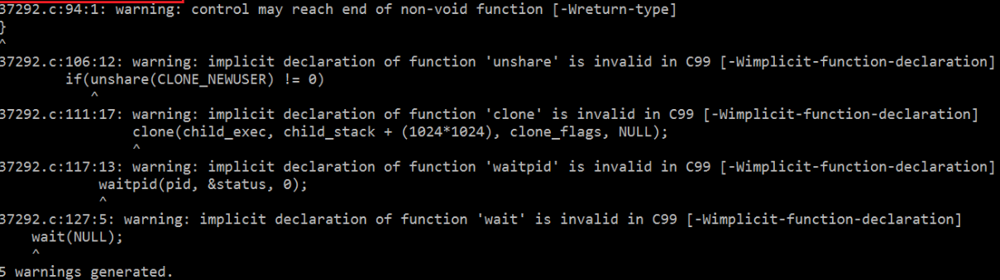 37292.c:94:1: warning: control may reach end of non-void function [-Wreturn-type]
}
^
37292.c:106:12: warning: implicit declaration of function 'unshare' is invalid in C99 [-Wimplicit-function-declaration]
        if(unshare(CLONE_NEWUSER) != 0)
           ^
37292.c:111:17: warning: implicit declaration of function 'clone' is invalid in C99 [-Wimplicit-function-declaration]
                clone(child_exec, child_stack + (1024*1024), clone_flags, NULL);
                ^
37292.c:117:13: warning: implicit declaration of function 'waitpid' is invalid in C99 [-Wimplicit-function-declaration]
            waitpid(pid, &status, 0);
            ^
37292.c:127:5: warning: implicit declaration of function 'wait' is invalid in C99 [-Wimplicit-function-declaration]
    wait(NULL);
    ^
5 warnings generated.